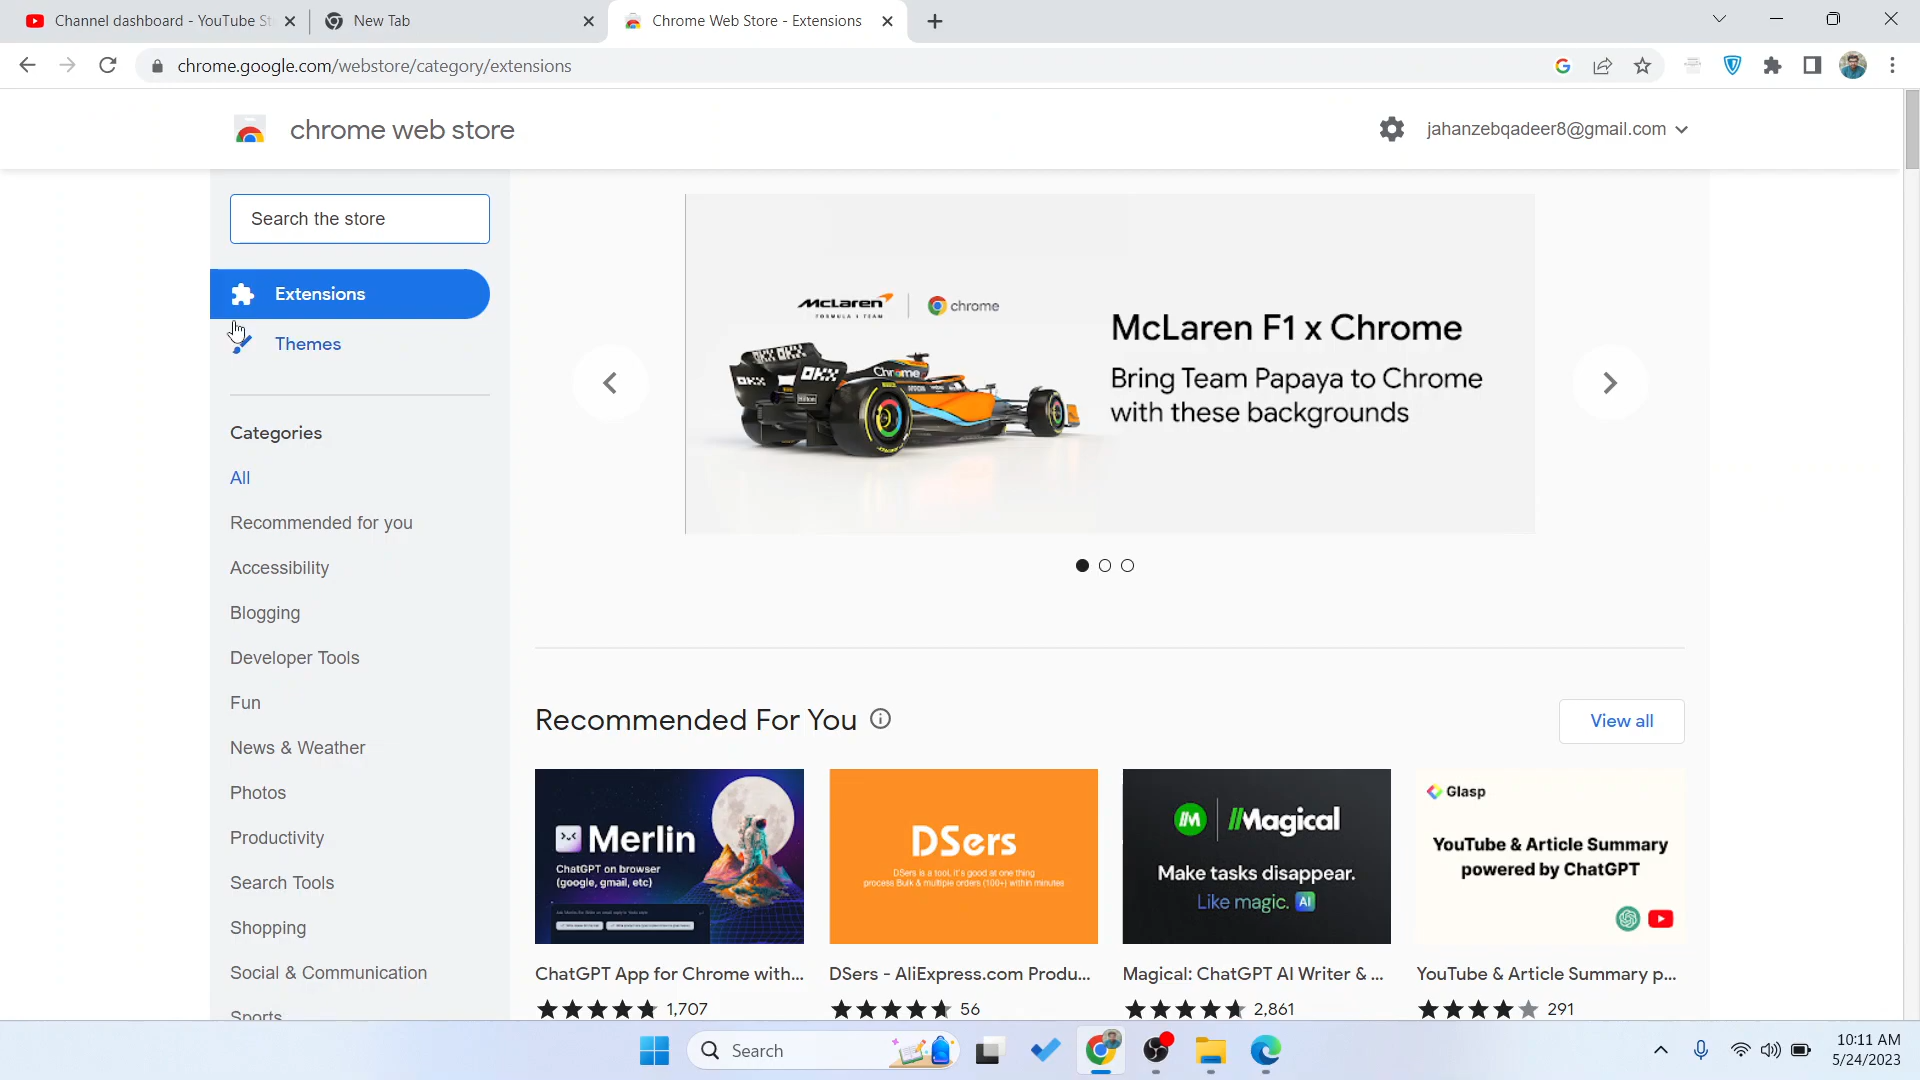 Channel dashboard - YouTube St
New Tab
Chrome Web Store - Extensions
chrome.google.com/webstore/category/extensions
chrome web store
jahanzebqadeer8@gmail.com
Search the store
Extensions
Themes
Categories
All
Recommended for you
Accessibility
Blogging
Developer Tools
Fun
News & Weather
Photos
Productivity
Search Tools
Shopping
Social & Communication
Sports
McLaren
FORMULA 1 TEAM
chrome
McLaren F1 x Chrome
Bring Team Papaya to Chrome
with these backgrounds
OKX
Chrome
Recommended For You
View all
Merlin
ChatGPT on browser
(google, gmail, etc)
DSers
DSers is a tool, it's good at one thing
process Bulk & multiple orders (100+) within minutes
Magical
Make tasks disappear.
Like magic. AI
Glasp
YouTube & Article Summary
powered by ChatGPT
ChatGPT App for Chrome with...
1,707
DSers - AliExpress.com Produ...
56
Magical: ChatGPT AI Writer & ...
2,861
YouTube & Article Summary p...
291
Search
10:11 AM
5/24/2023